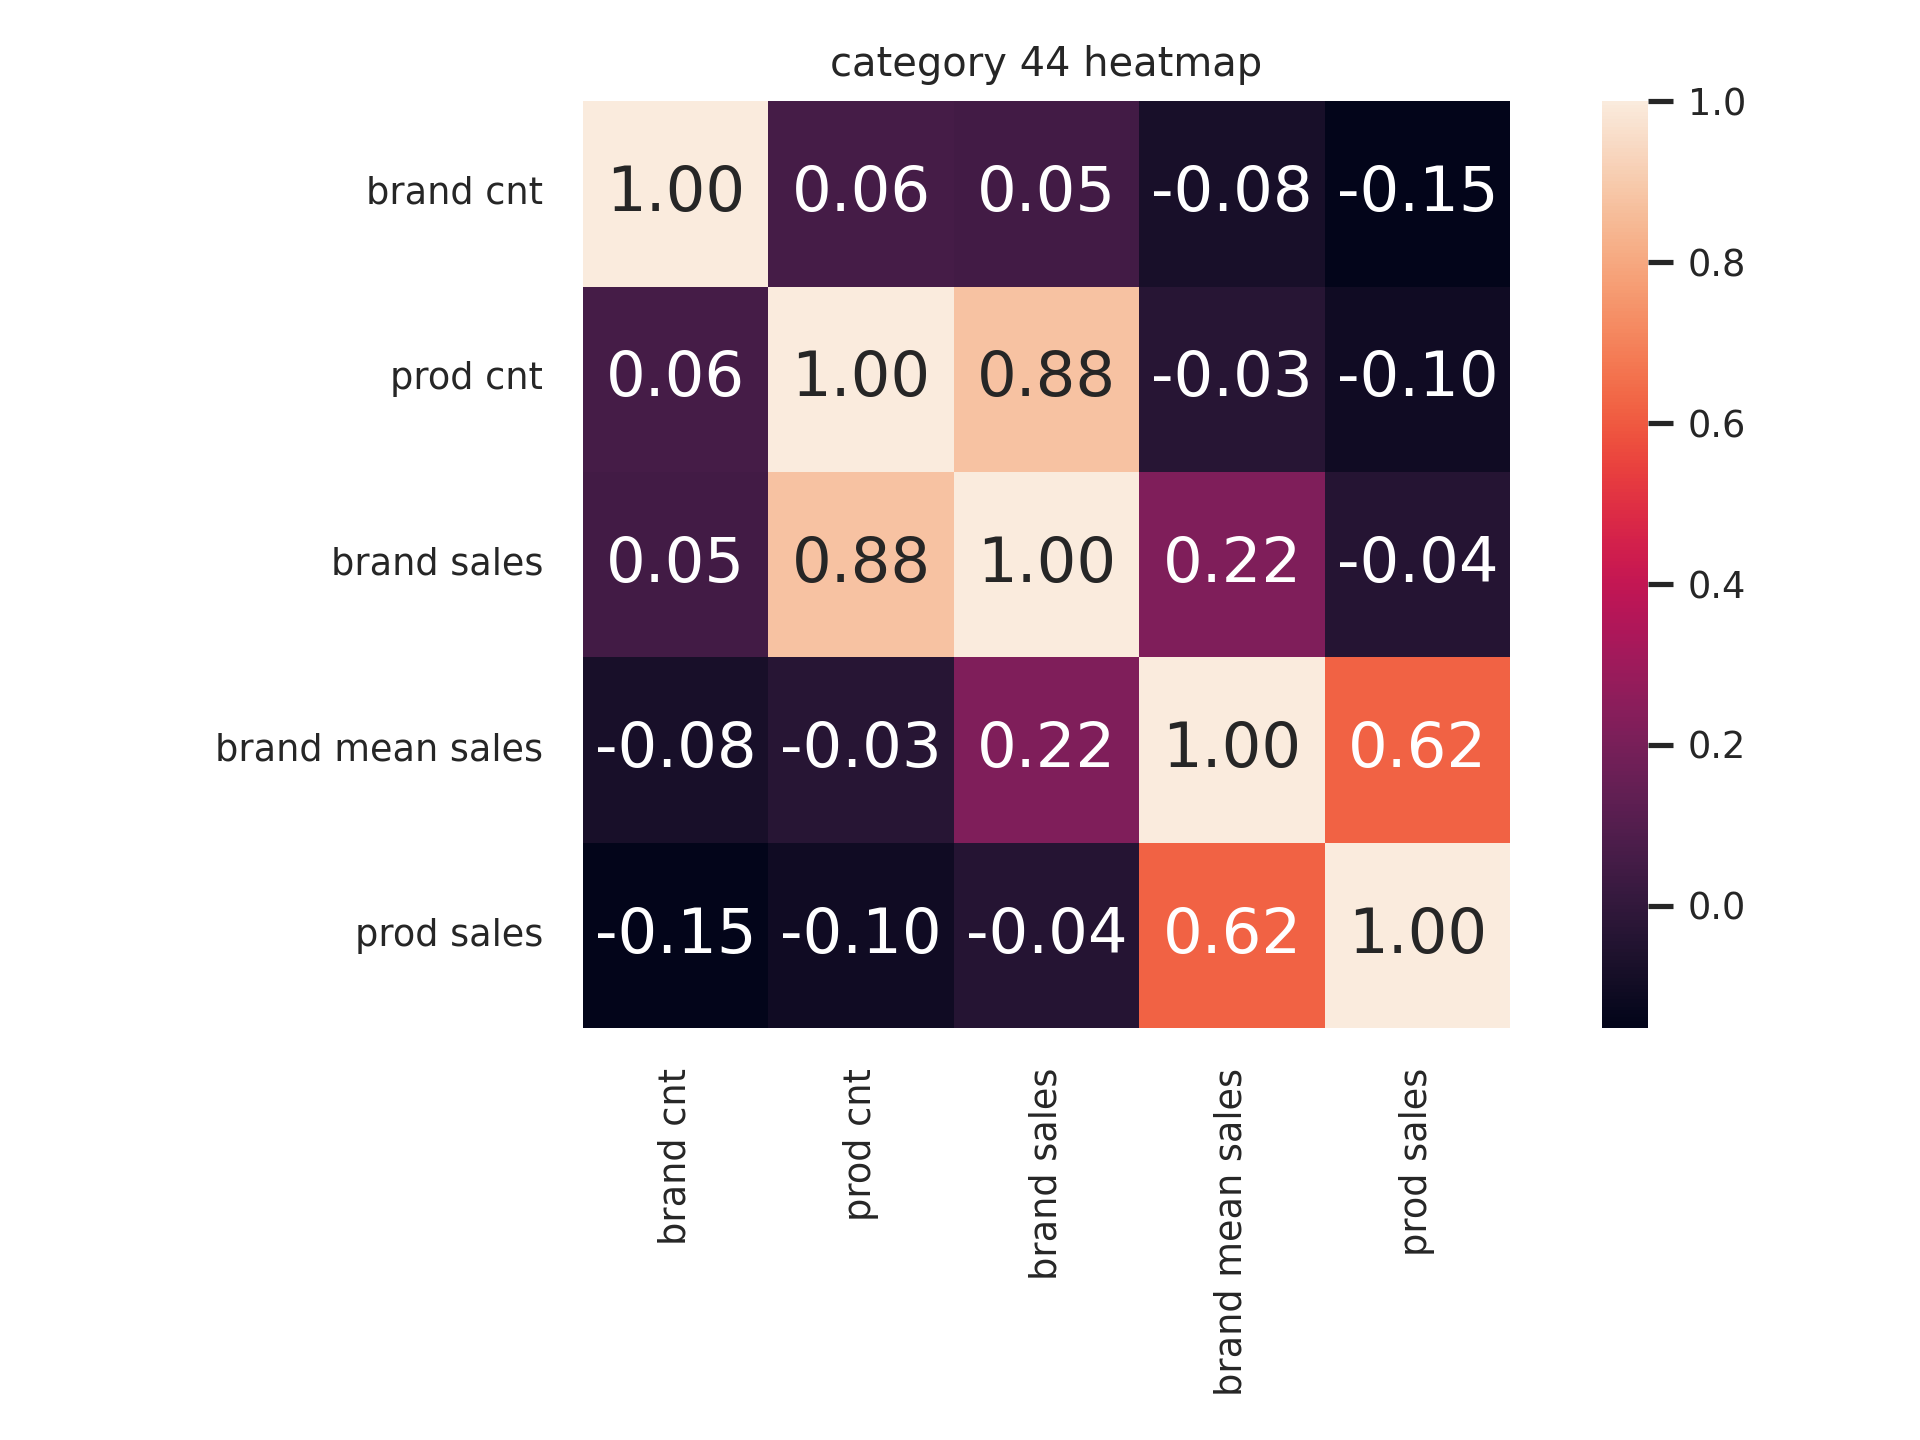 category 44 heatmap
brand cnt 1.00 0.06 0.05 -0.08 -0.15
prod cnt 0.06 1.00 0.88 -0.03 -0.10
brand sales 0.05 0.88 1.00 0.22 -0.04
brand mean sales -0.08 -0.03 0.22 1.00 0.62
prod sales -0.15 -0.10 -0.04 0.62 1.00
brand cnt
prod cnt
brand sales
brand mean sales
prod sales
1.0
0.8
0.6
0.4
0.2
0.0